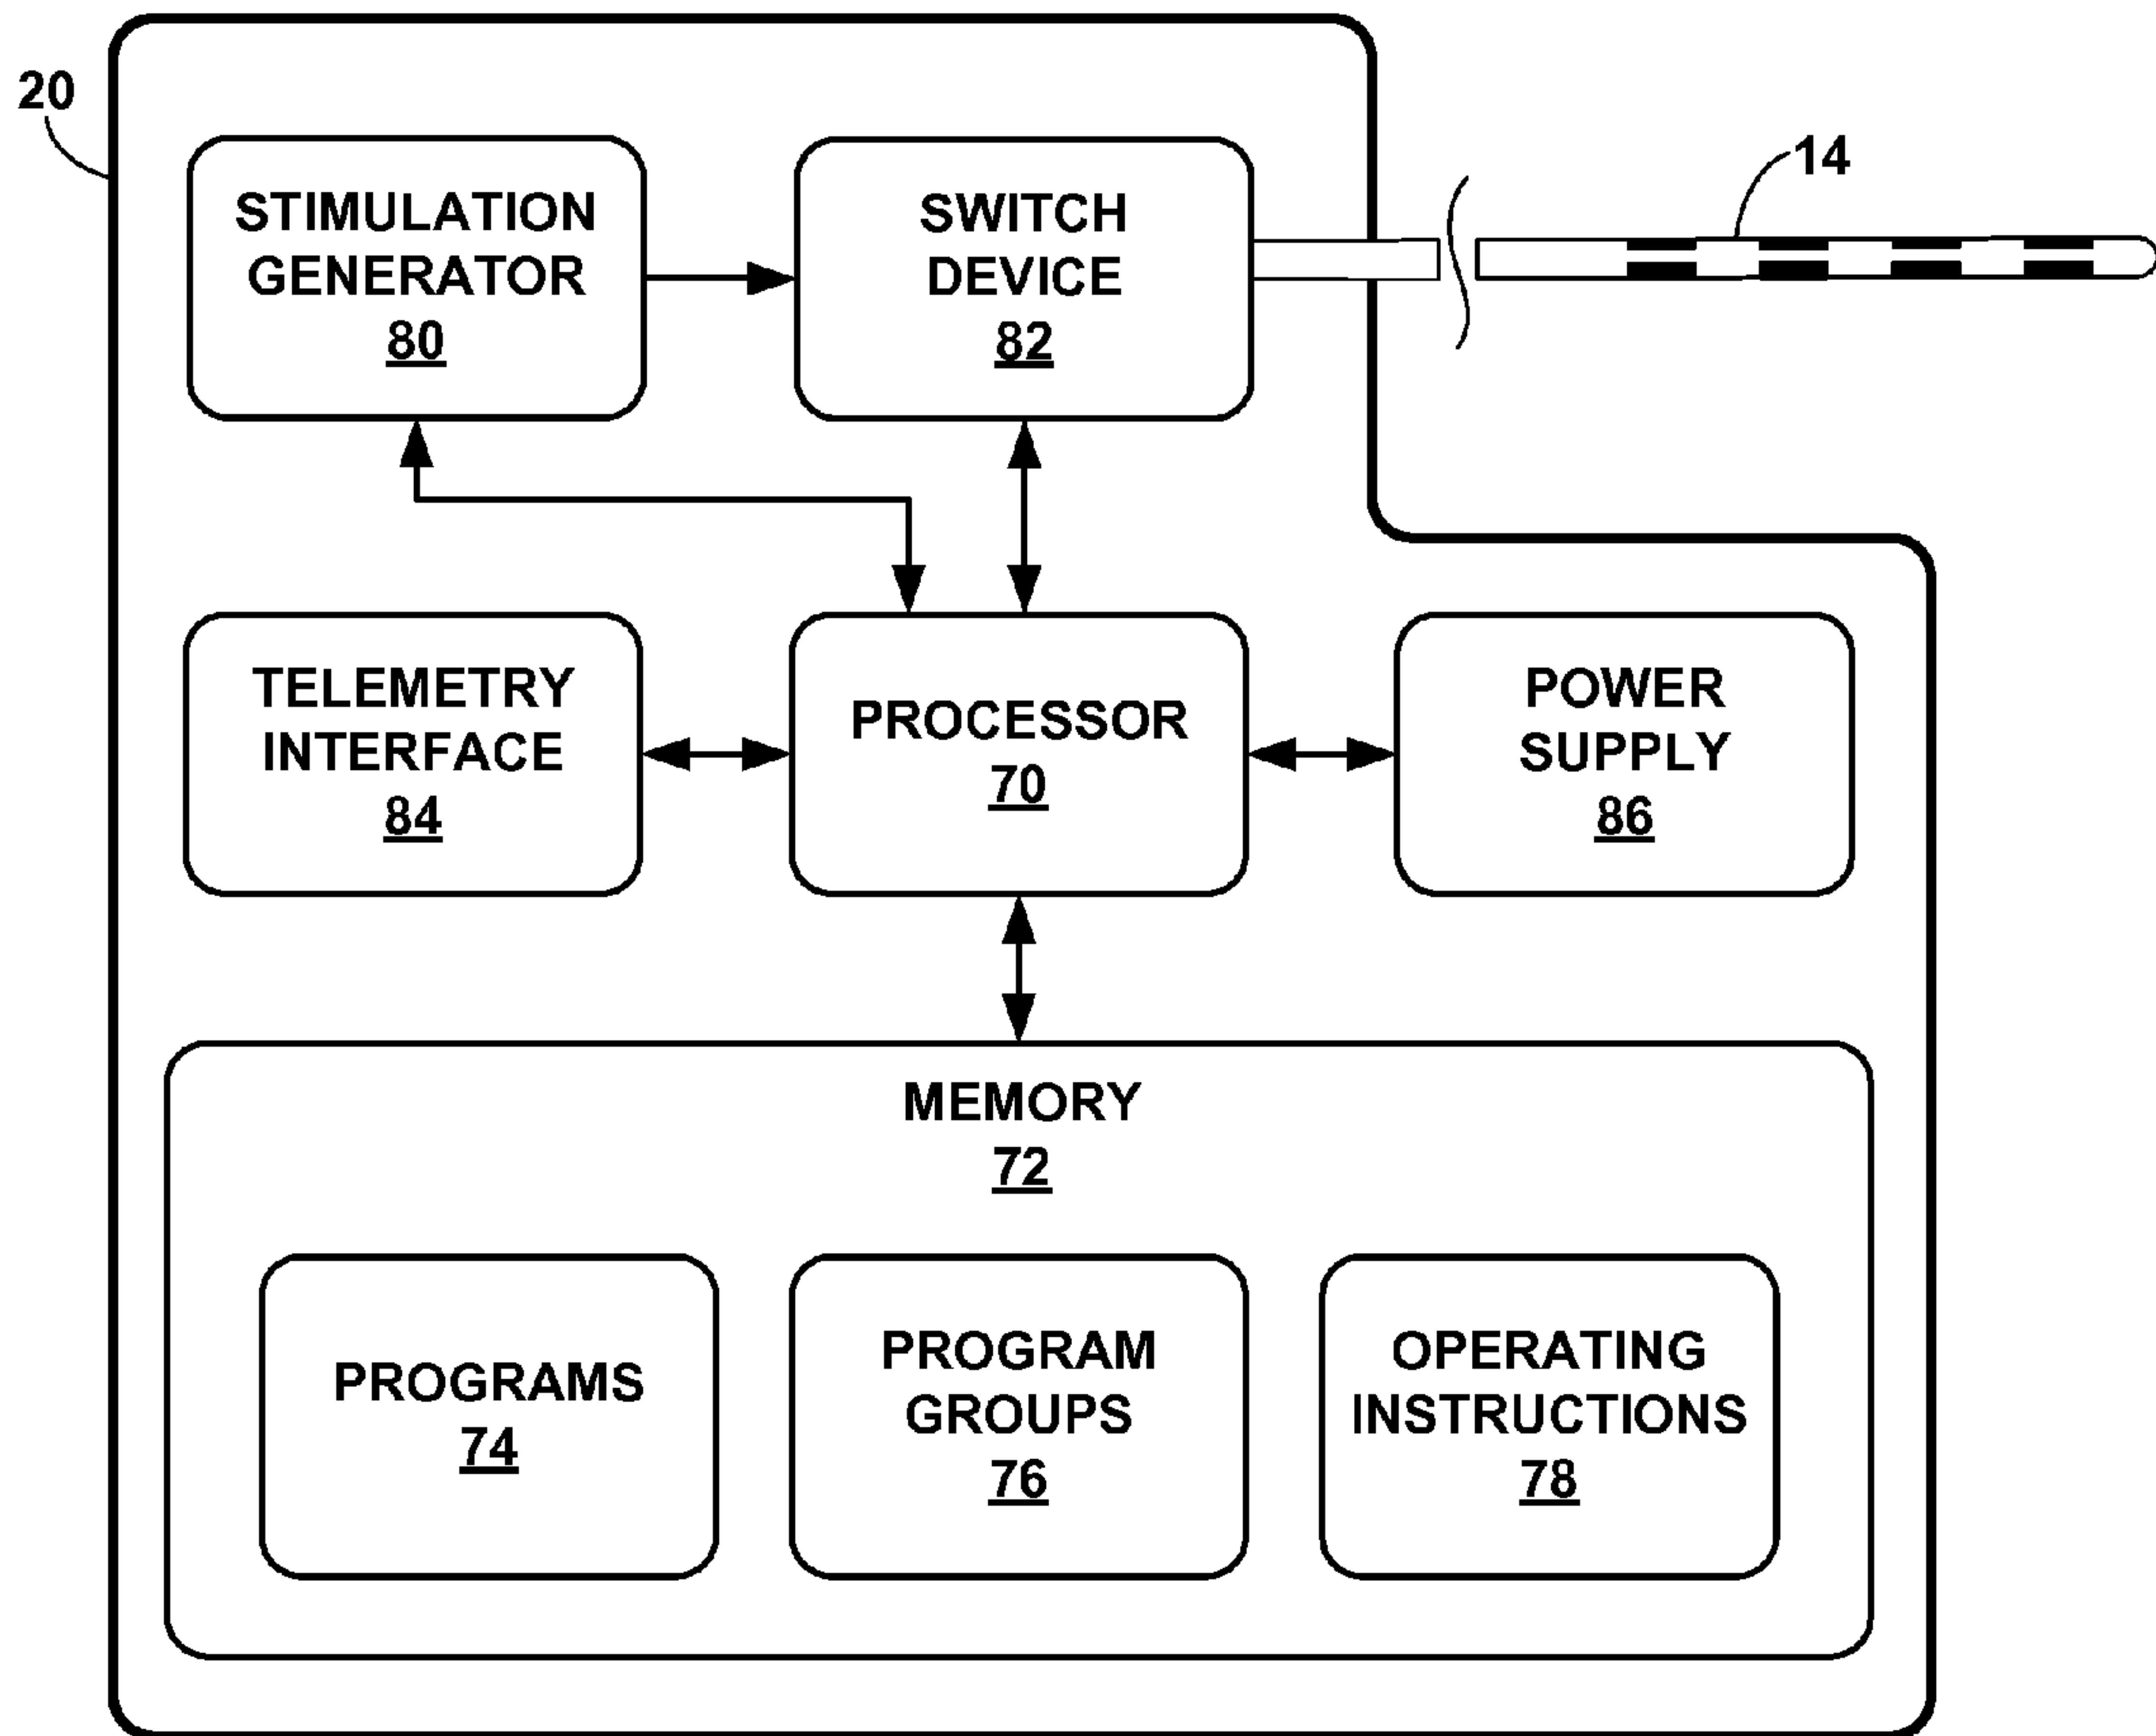 20
14
STIMULATION
GENERATOR
80
SWITCH
DEVICE
82
TELEMETRY
INTERFACE
84
PROCESSOR
70
POWER
SUPPLY
86
MEMORY
72
PROGRAMS
74
PROGRAM
GROUPS
76
OPERATING
INSTRUCTIONS
78